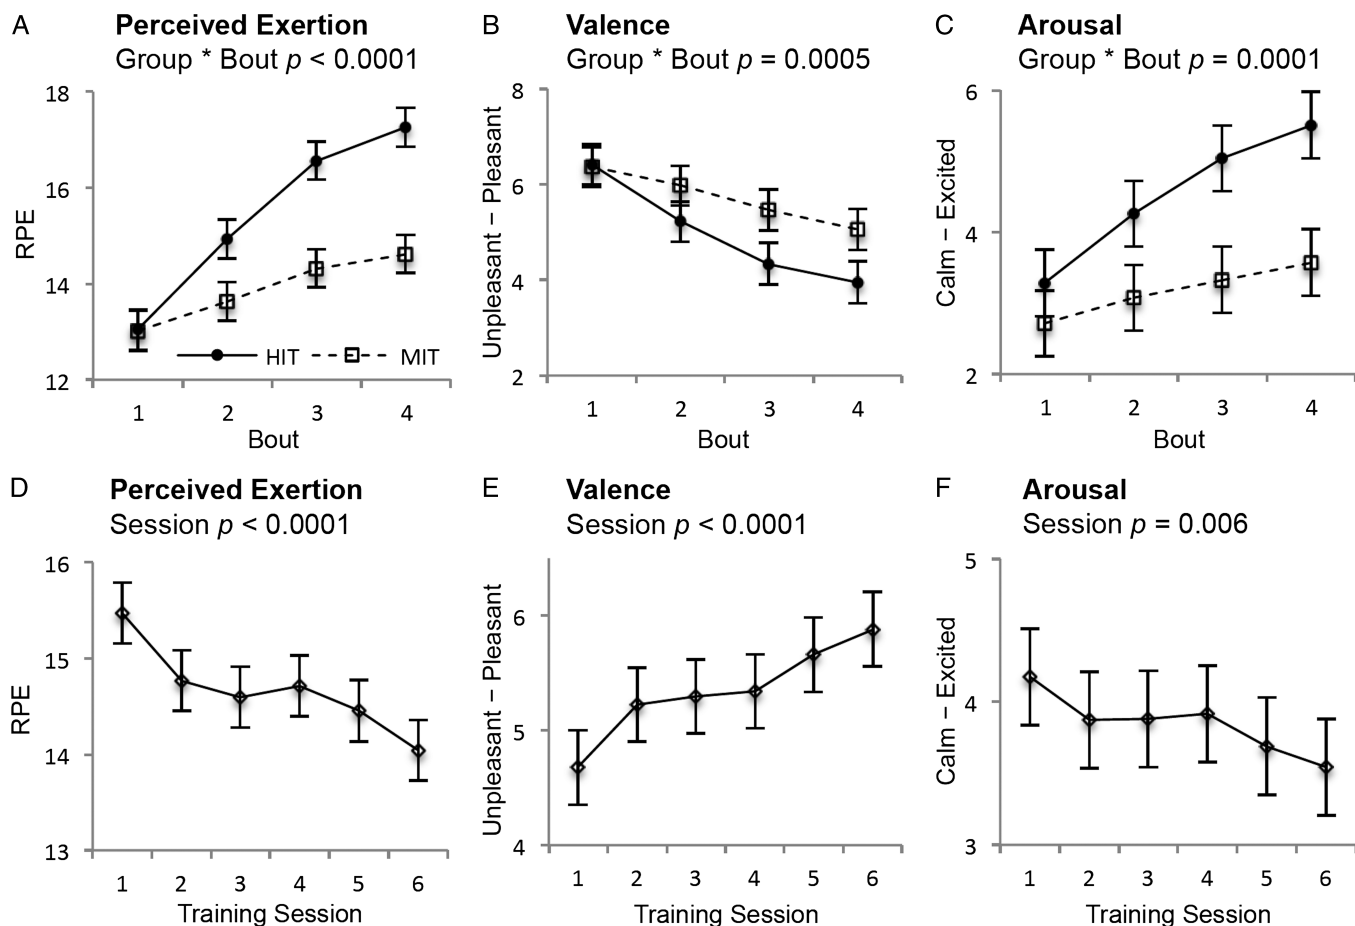 A Perceived Exertion
Group * Bout p < 0.0001
RPE
18
16
14
12
HIT MIT
1 2 3 4
Bout
B Valence
Group * Bout p = 0.0005
Unpleasant – Pleasant
8
6
4
2
1 2 3 4
Bout
C Arousal
Group * Bout p = 0.0001
Calm – Excited
6
4
2
1 2 3 4
Bout
D Perceived Exertion
Session p < 0.0001
RPE
16
15
14
13
1 2 3 4 5 6
Training Session
E Valence
Session p < 0.0001
Unpleasant – Pleasant
6
5
4
1 2 3 4 5 6
Training Session
F Arousal
Session p = 0.006
Calm – Excited
5
4
3
1 2 3 4 5 6
Training Session